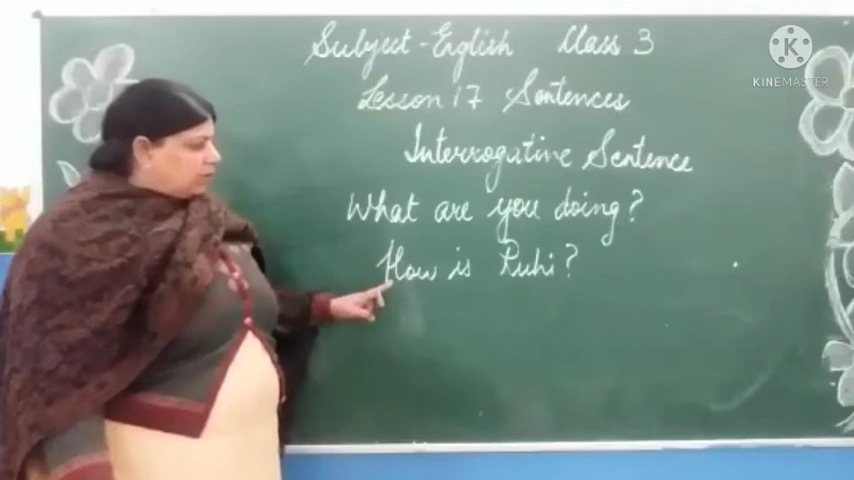 Subject - English Class 3
KINEMASTER
Lesson 17 Sentences
Interrogative Sentence
What are you doing?
How is Ruhi?